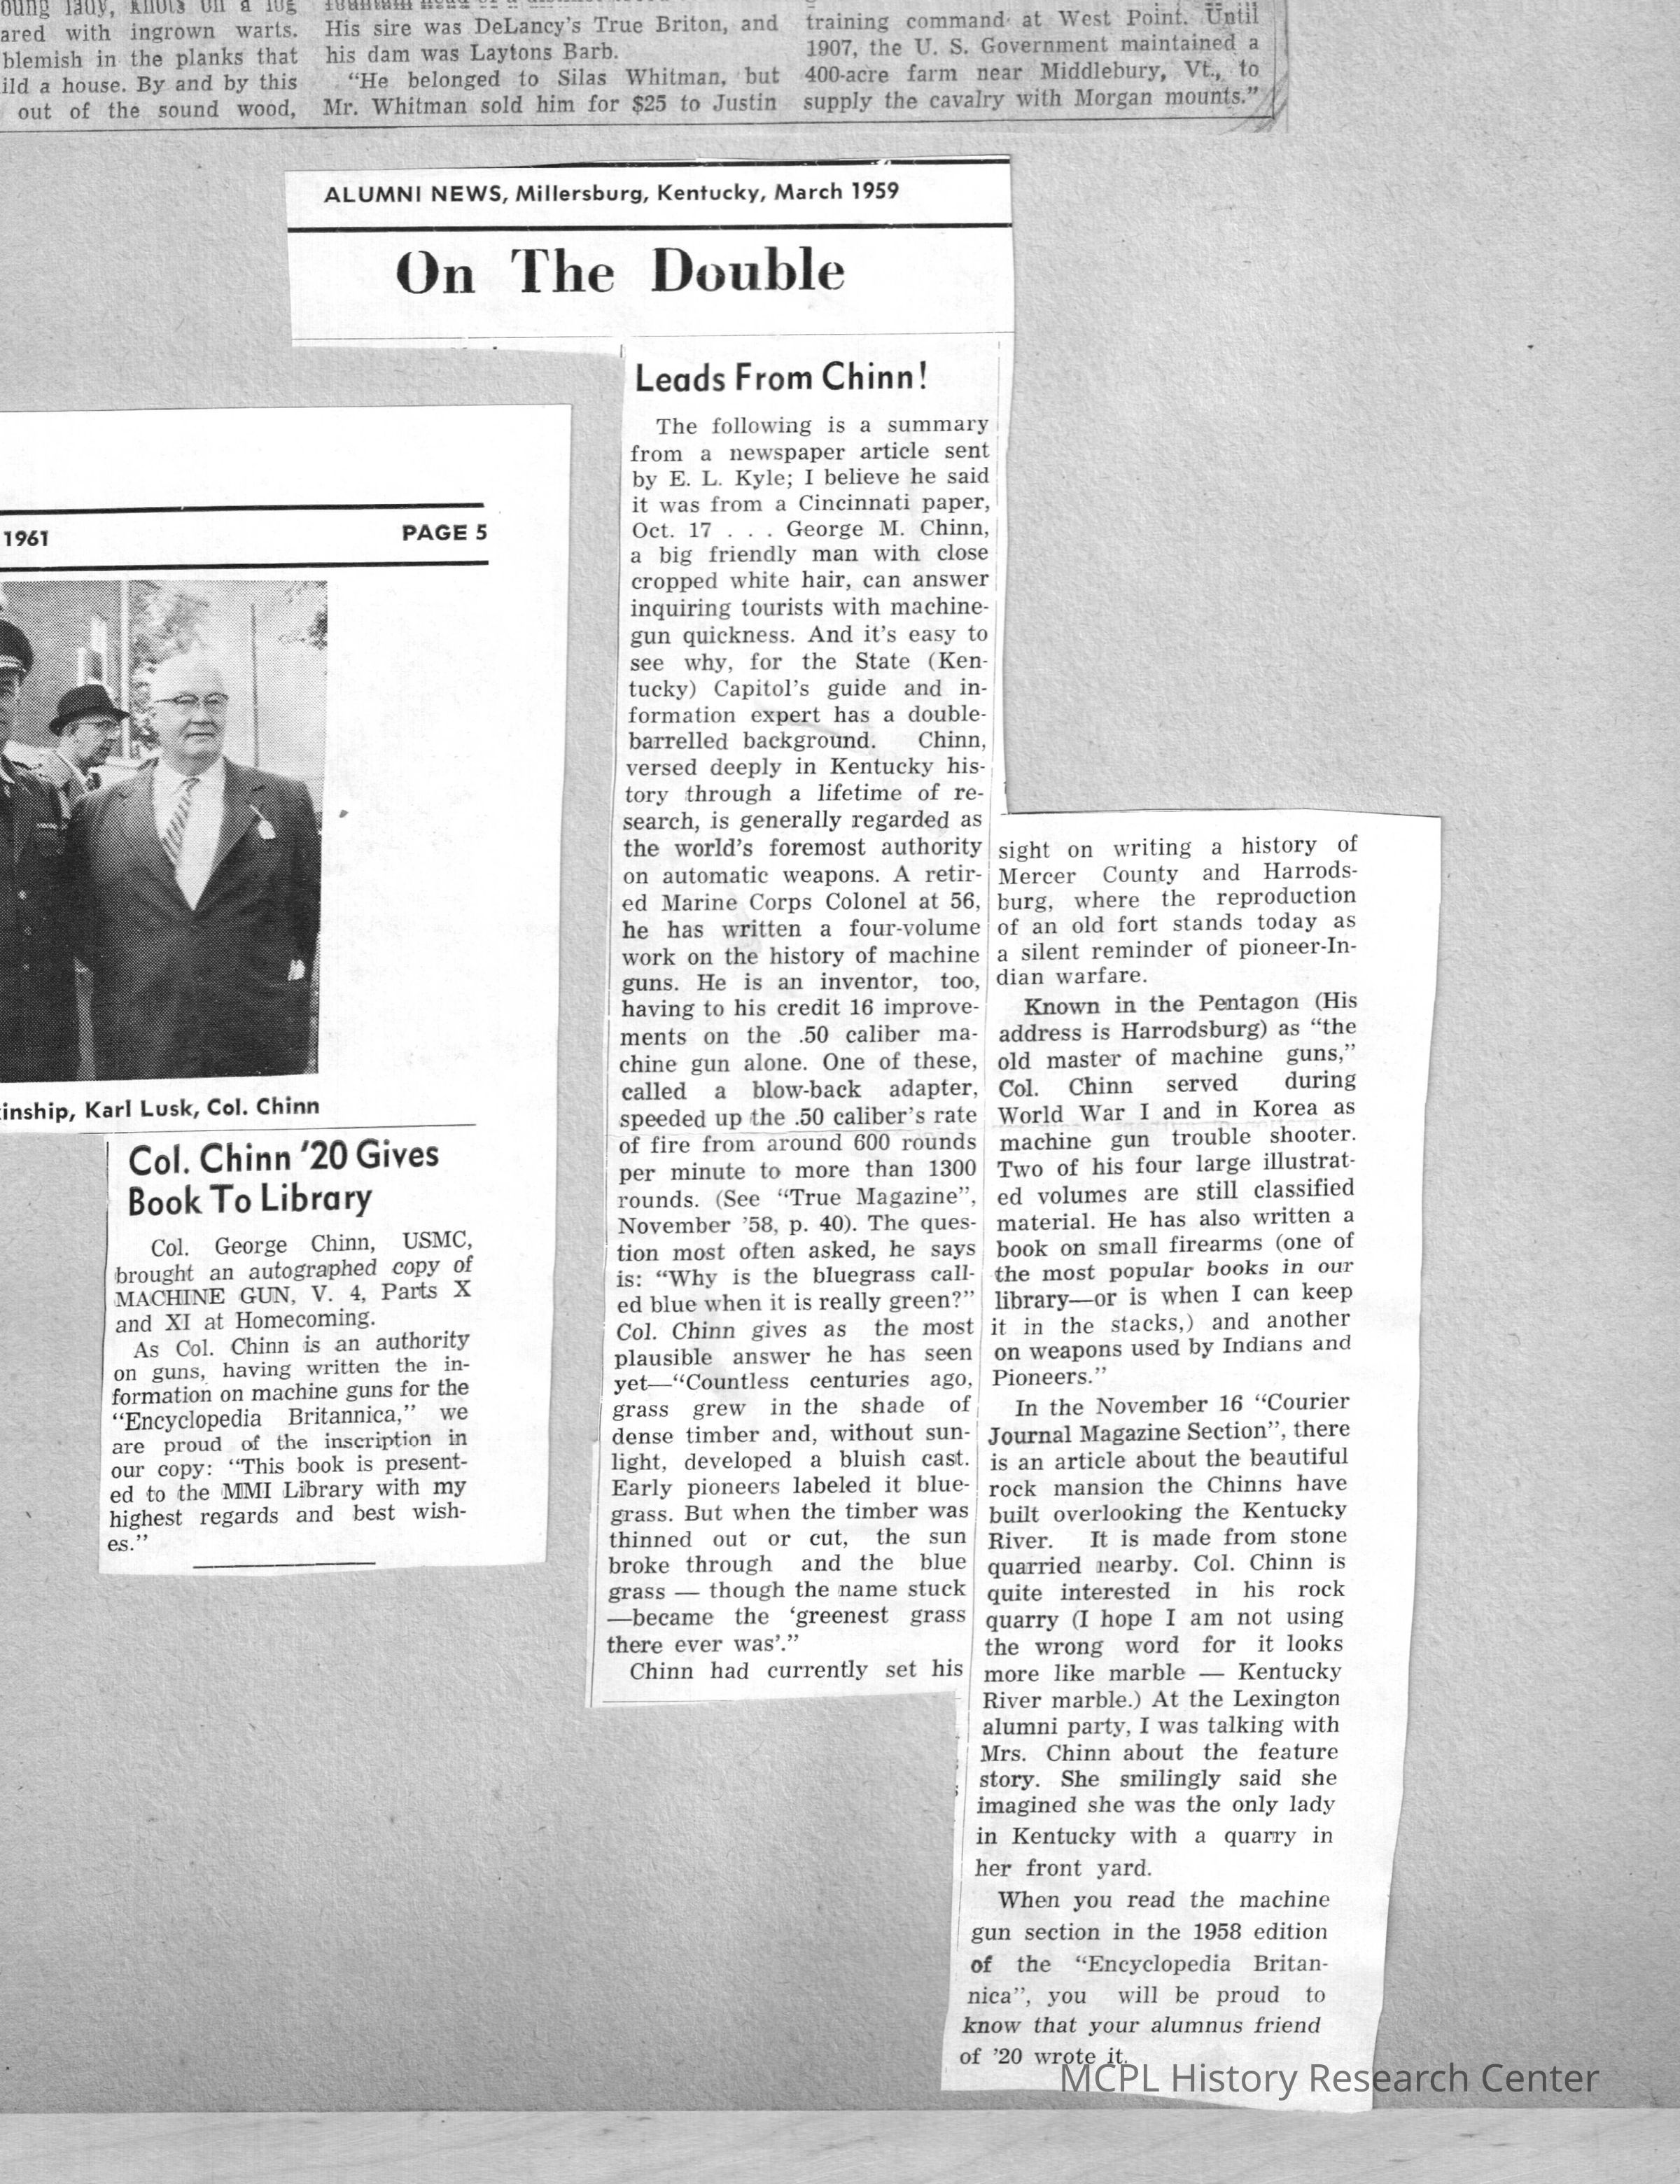 oung lady, knots on a log
ared with ingrown warts.
blemish in the planks that
ild a house. By and by this
out of the sound wood,
His sire was DeLancy's True Briton, and
his dam was Laytons Barb.
"He belonged to Silas Whitman, but
Mr. Whitman sold him for $25 to Justin
training command at West Point. Until
1907, the U. S. Government maintained a
400-acre farm near Middlebury, Vt., to
supply the cavalry with Morgan mounts."
ALUMNI NEWS, Millersburg, Kentucky, March 1959
On The Double
1961
PAGE 5
inship, Karl Lusk, Col. Chinn
Col. Chinn '20 Gives
Book To Library
Col. George Chinn, USMC,
brought an autographed copy of
MACHINE GUN, V. 4, Parts X
and XI at Homecoming.
As Col. Chinn is an authority
on guns, having written the in-
formation on machine guns for the
"Encyclopedia Britannica," we
are proud of the inscription in
our copy: "This book is present-
ed to the MMI Library with my
highest regards and best wish-
es."
Leads From Chinn!
The following is a summary
from a newspaper article sent
by E. L. Kyle; I believe he said
it was from a Cincinnati paper,
Oct. 17 . . . George M. Chinn,
a big friendly man with close
cropped white hair, can answer
inquiring tourists with machine-
gun quickness. And it's easy to
see why, for the State (Ken-
tucky) Capitol's guide and in-
formation expert has a double-
barrelled background. Chinn,
versed deeply in Kentucky his-
tory through a lifetime of re-
search, is generally regarded as
the world's foremost authority
on automatic weapons. A retir-
ed Marine Corps Colonel at 56,
he has written a four-volume
work on the history of machine
guns. He is an inventor, too,
having to his credit 16 improve-
ments on the .50 caliber ma-
chine gun alone. One of these,
called a blow-back adapter,
speeded up the .50 caliber's rate
of fire from around 600 rounds
per minute to more than 1300
rounds. (See "True Magazine",
November '58, p. 40). The ques-
tion most often asked, he says
is: "Why is the bluegrass call-
ed blue when it is really green?"
Col. Chinn gives as the most
plausible answer he has seen
yet—"Countless centuries ago,
grass grew in the shade of
dense timber and, without sun-
light, developed a bluish cast.
Early pioneers labeled it blue-
grass. But when the timber was
thinned out or cut, the sun
broke through and the blue
grass — though the name stuck
—became the 'greenest grass
there ever was'."
Chinn had currently set his
sight on writing a history of
Mercer County and Harrods-
burg, where the reproduction
of an old fort stands today as
a silent reminder of pioneer-In-
dian warfare.
Known in the Pentagon (His
address is Harrodsburg) as "the
old master of machine guns,"
Col. Chinn served during
World War I and in Korea as
machine gun trouble shooter.
Two of his four large illustrat-
ed volumes are still classified
material. He has also written a
book on small firearms (one of
the most popular books in our
library—or is when I can keep
it in the stacks,) and another
on weapons used by Indians and
Pioneers."
In the November 16 "Courier
Journal Magazine Section", there
is an article about the beautiful
rock mansion the Chinns have
built overlooking the Kentucky
River. It is made from stone
quarried nearby. Col. Chinn is
quite interested in his rock
quarry (I hope I am not using
the wrong word for it looks
more like marble — Kentucky
River marble.) At the Lexington
alumni party, I was talking with
Mrs. Chinn about the feature
story. She smilingly said she
imagined she was the only lady
in Kentucky with a quarry in
her front yard.
When you read the machine
gun section in the 1958 edition
of the "Encyclopedia Britan-
nica", you will be proud to
know that your alumnus friend
of '20 wrote it.
MCPL History Research Center